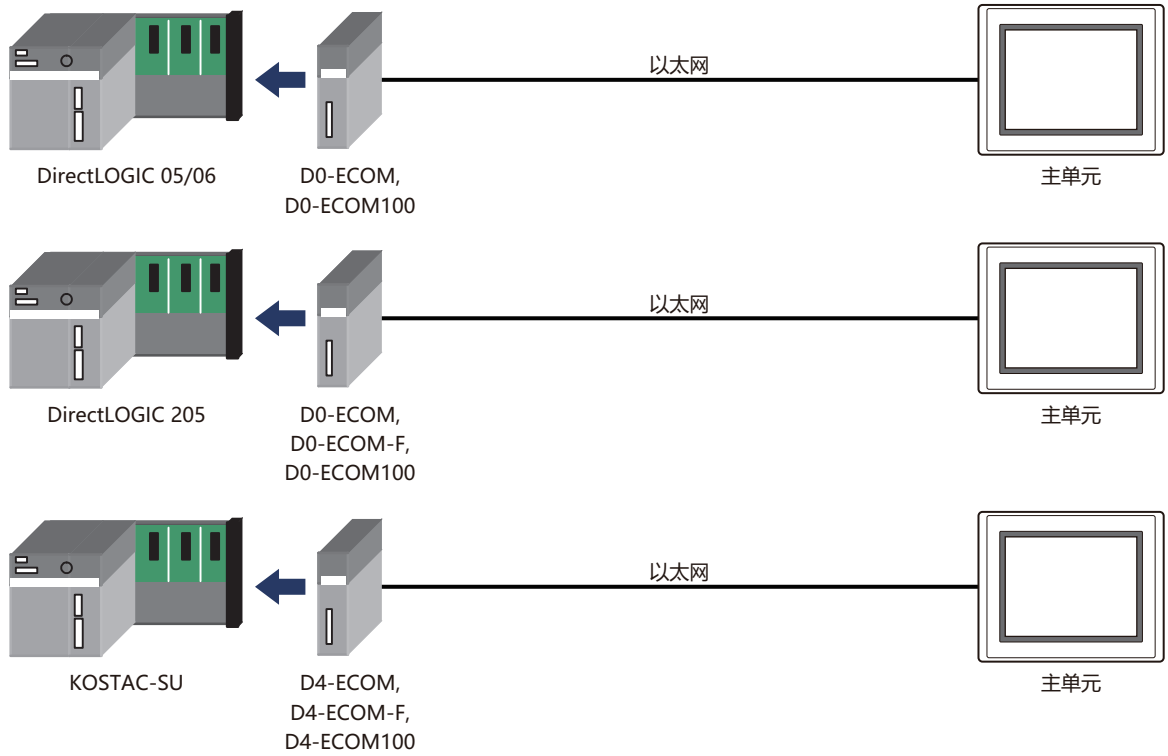 以太网
DirectLOGIC 05/06
D0-ECOM,
D0-ECOM100
主单元
以太网
DirectLOGIC 205
D0-ECOM,
D0-ECOM-F,
D0-ECOM100
主单元
以太网
KOSTAC-SU
D4-ECOM,
D4-ECOM-F,
D4-ECOM100
主单元